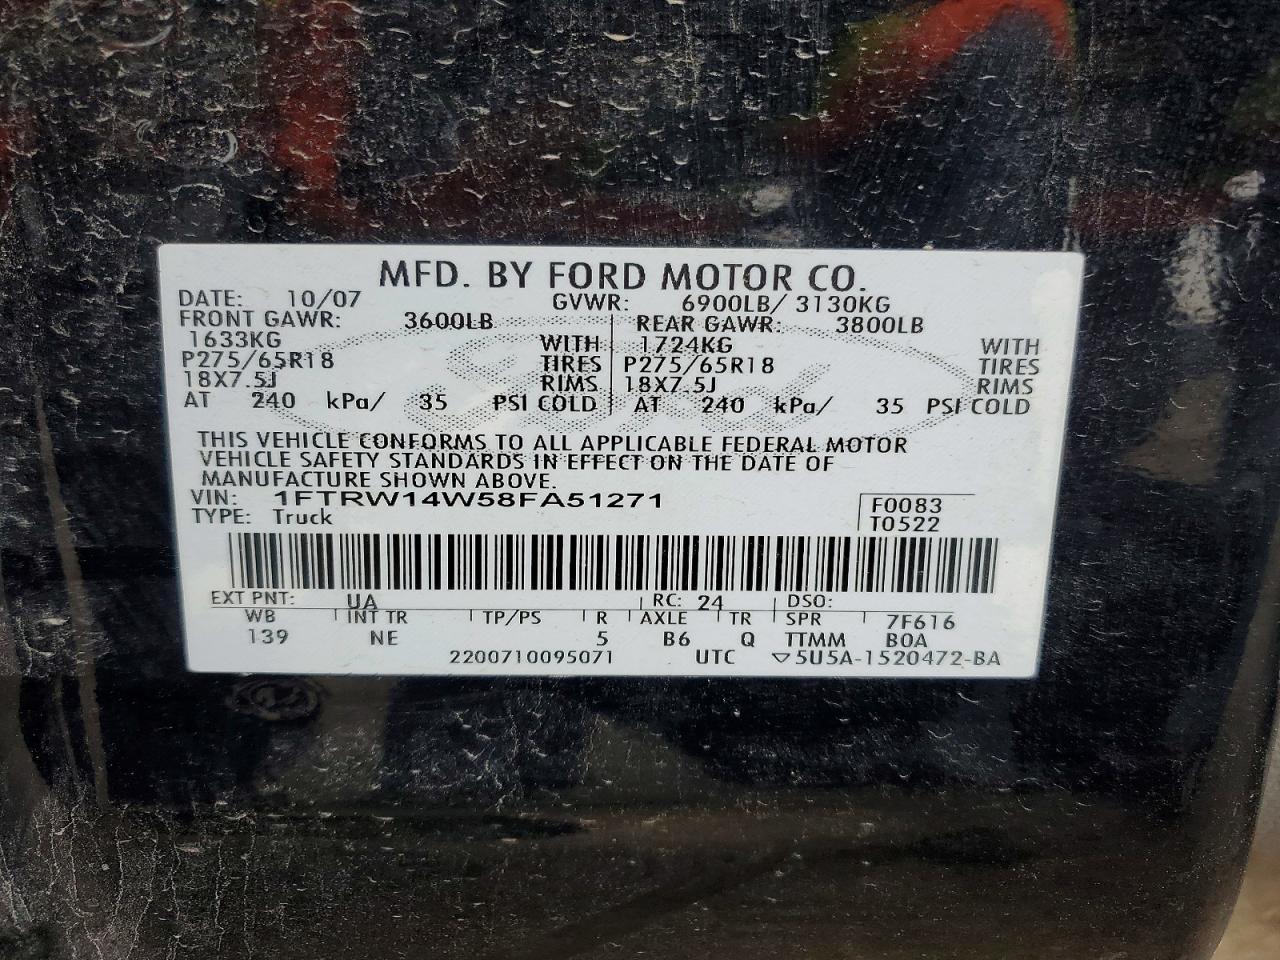 MFD. BY FORD MOTOR CO.
DATE: 10/07 GVWR: 6900LB/ 3130KG
FRONT GAWR: 3600LB REAR GAWR: 3800LB
1633KG WITH 1724KG WITH
P275/65R18 TIRES P275/65R18 TIRES
18X7.5J RIMS 18X7.5J RIMS
AT 240 kPa/ 35 PSI COLD AT 240 kPa/ 35 PSI COLD
THIS VEHICLE CONFORMS TO ALL APPLICABLE FEDERAL MOTOR
VEHICLE SAFETY STANDARDS IN EFFECT ON THE DATE OF
MANUFACTURE SHOWN ABOVE.
VIN: 1FTRW14W58FA51271 F0083
TYPE: Truck T0522
EXT PNT: UA RC: 24 DSO:
WB INT TR TP/PS R AXLE TR SPR 7F616
139 NE 5 B6 Q TTMM BOA
2200710095071 UTC ▽5U5A-1520472-BA